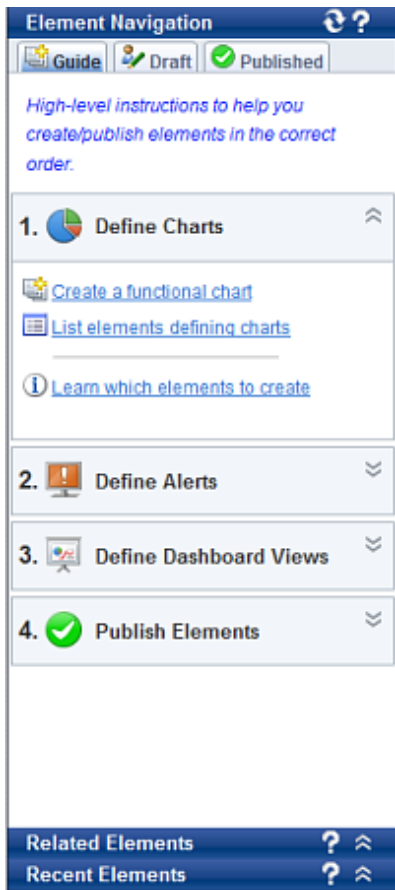 Element Navigation ?
Guide Draft Published
High-level instructions to help you
create/publish elements in the correct
order.
1. Define Charts
Create a functional chart
List elements defining charts
Learn which elements to create
2. Define Alerts
3. Define Dashboard Views
4. Publish Elements
Related Elements ?
Recent Elements ?